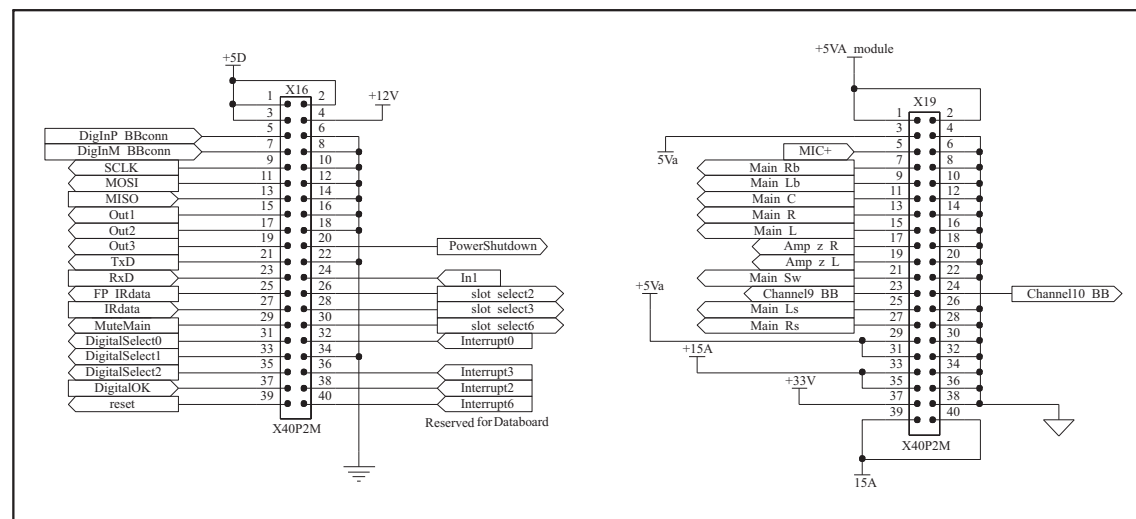 +5D
X16
+12V
1 2
3 4
5 6
7 8
9 10
11 12
13 14
15 16
17 18
19 20
21 22
23 24
25 26
27 28
29 30
31 32
33 34
35 36
37 38
39 40
DigInP BBconn
DigInM BBconn
SCLK
MOSI
MISO
Out1
Out2
Out3
TxD
RxD
FP IRdata
IRdata
MuteMain
DigitalSelect0
DigitalSelect1
DigitalSelect2
DigitalOK
reset
PowerShutdown
In1
slot select2
slot select3
slot select6
Interrupt0
Interrupt3
Interrupt2
Interrupt6
Reserved for Databoard
X40P2M
+5VA module
X19
1 2
3 4
5 6
7 8
9 10
11 12
13 14
15 16
17 18
19 20
21 22
23 24
25 26
27 28
29 30
31 32
33 34
35 36
37 38
39 40
5Va
MIC+
Main Rb
Main Lb
Main C
Main R
Main L
Amp z R
Amp z L
Main Sw
Channel9 BB
Main Ls
Main Rs
Channel10 BB
+5Va
+15A
+33V
X40P2M
15A